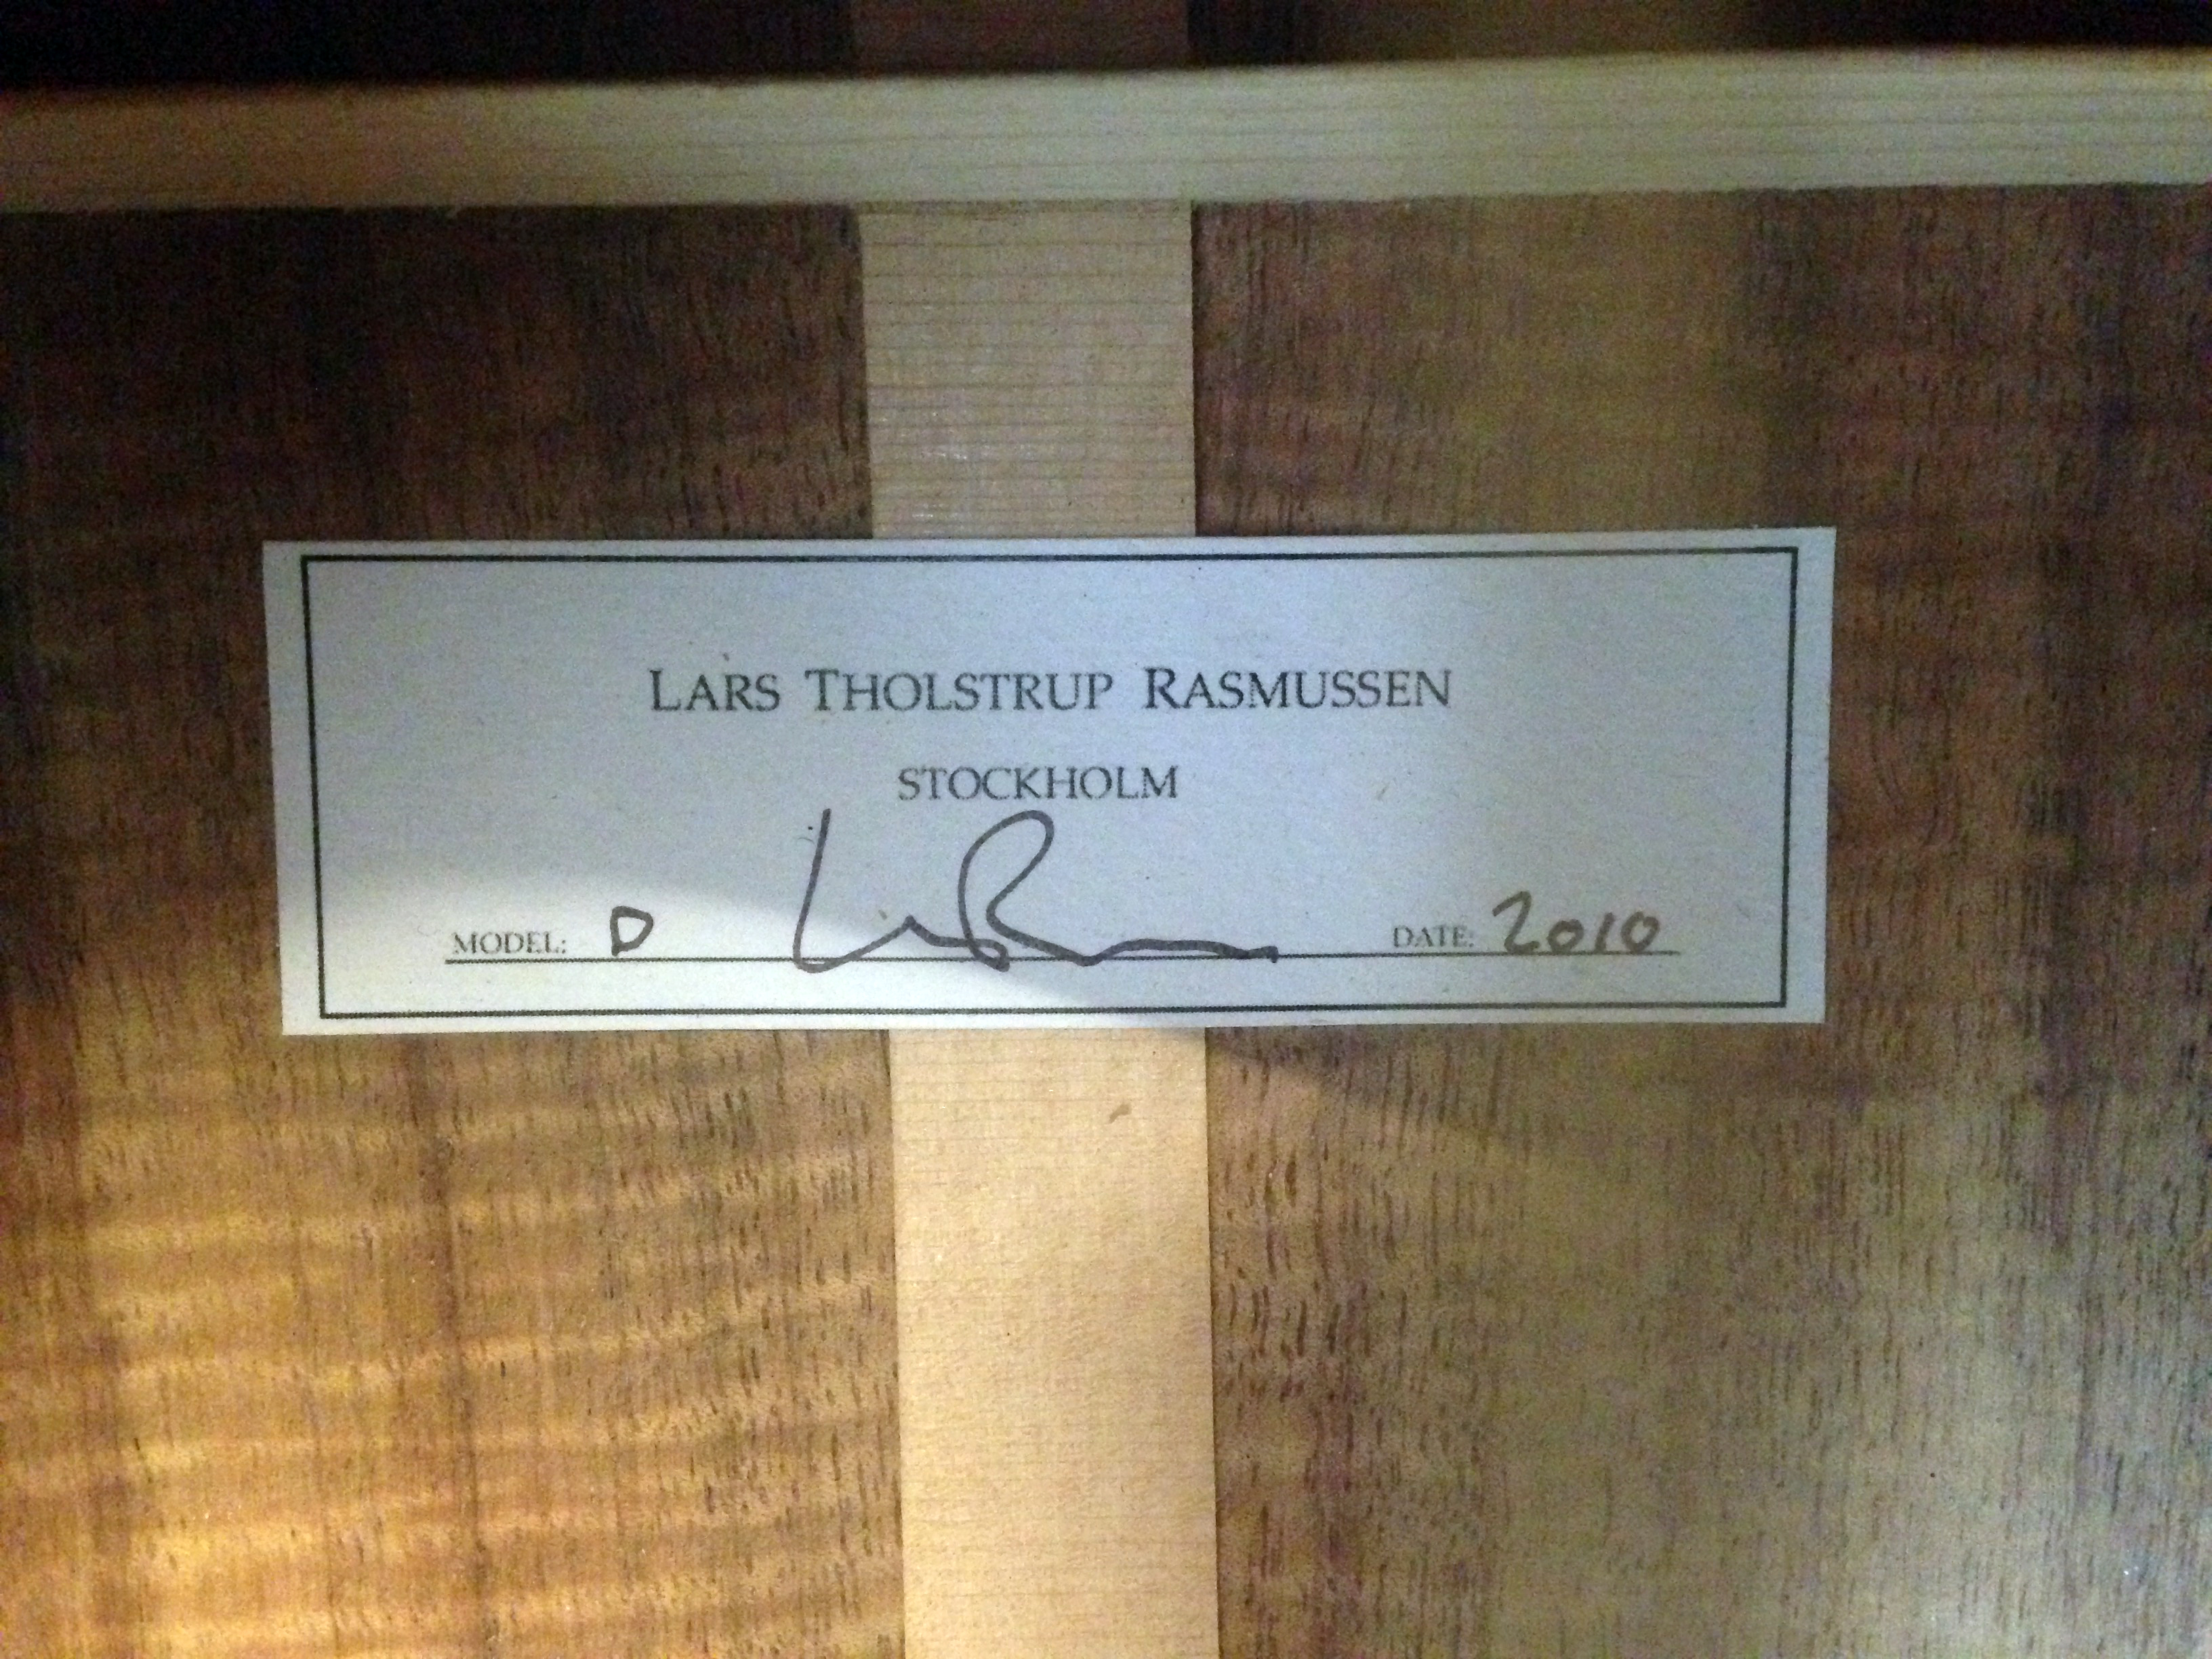 LARS THOLSTRUP RASMUSSEN
STOCKHOLM
MODEL: D DATE: 2010